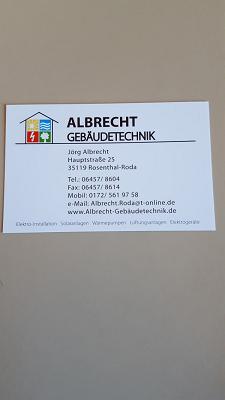 ALBRECHT
GEBÄUDETECHNIK
Jörg Albrecht
Hauptstraße 25
35119 Rosenthal-Roda
Tel.: 06457/ 8604
Fax: 06457/ 8614
Mobil: 0172/ 561 97 58
e-Mail: Albrecht.Roda@t-online.de
www.Albrecht-Gebäudetechnik.de
Elektro-Installation Solaranlagen Wärmepumpen Lüftungsanlagen Elektrogeräte